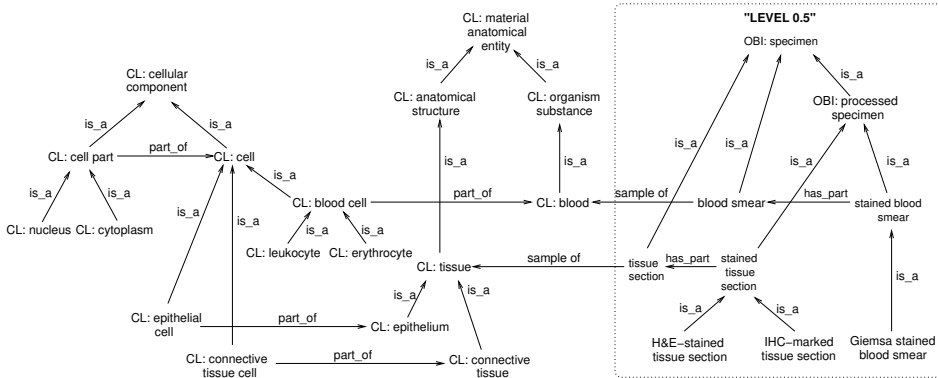 "LEVEL 0.5"
CL: material
anatomical
entity
OBI: specimen
is_a
is_a
is_a
CL: cellular
component
CL: anatomical
structure
CL: organism
substance
OBI: processed
specimen
is_a
is_a
is_a
is_a
is_a
is_a
is_a
is_a
CL: cell part
part_of
CL: cell
is_a
is_a
is_a
is_a
CL: blood cell
part_of
CL: blood
sample of
blood smear
has_part
stained blood
smear
is_a
is_a
CL: nucleus
CL: cytoplasm
is_a
is_a
CL: leukocyte
CL: erythrocyte
CL: tissue
sample of
tissue
section
has_part
stained
tissue
section
is_a
is_a
is_a
is_a
is_a
CL: epithelial
cell
part_of
CL: epithelium
H&E−stained
tissue section
IHC−marked
tissue section
Giemsa stained
blood smear
CL: connective
tissue cell
part_of
CL: connective
tissue